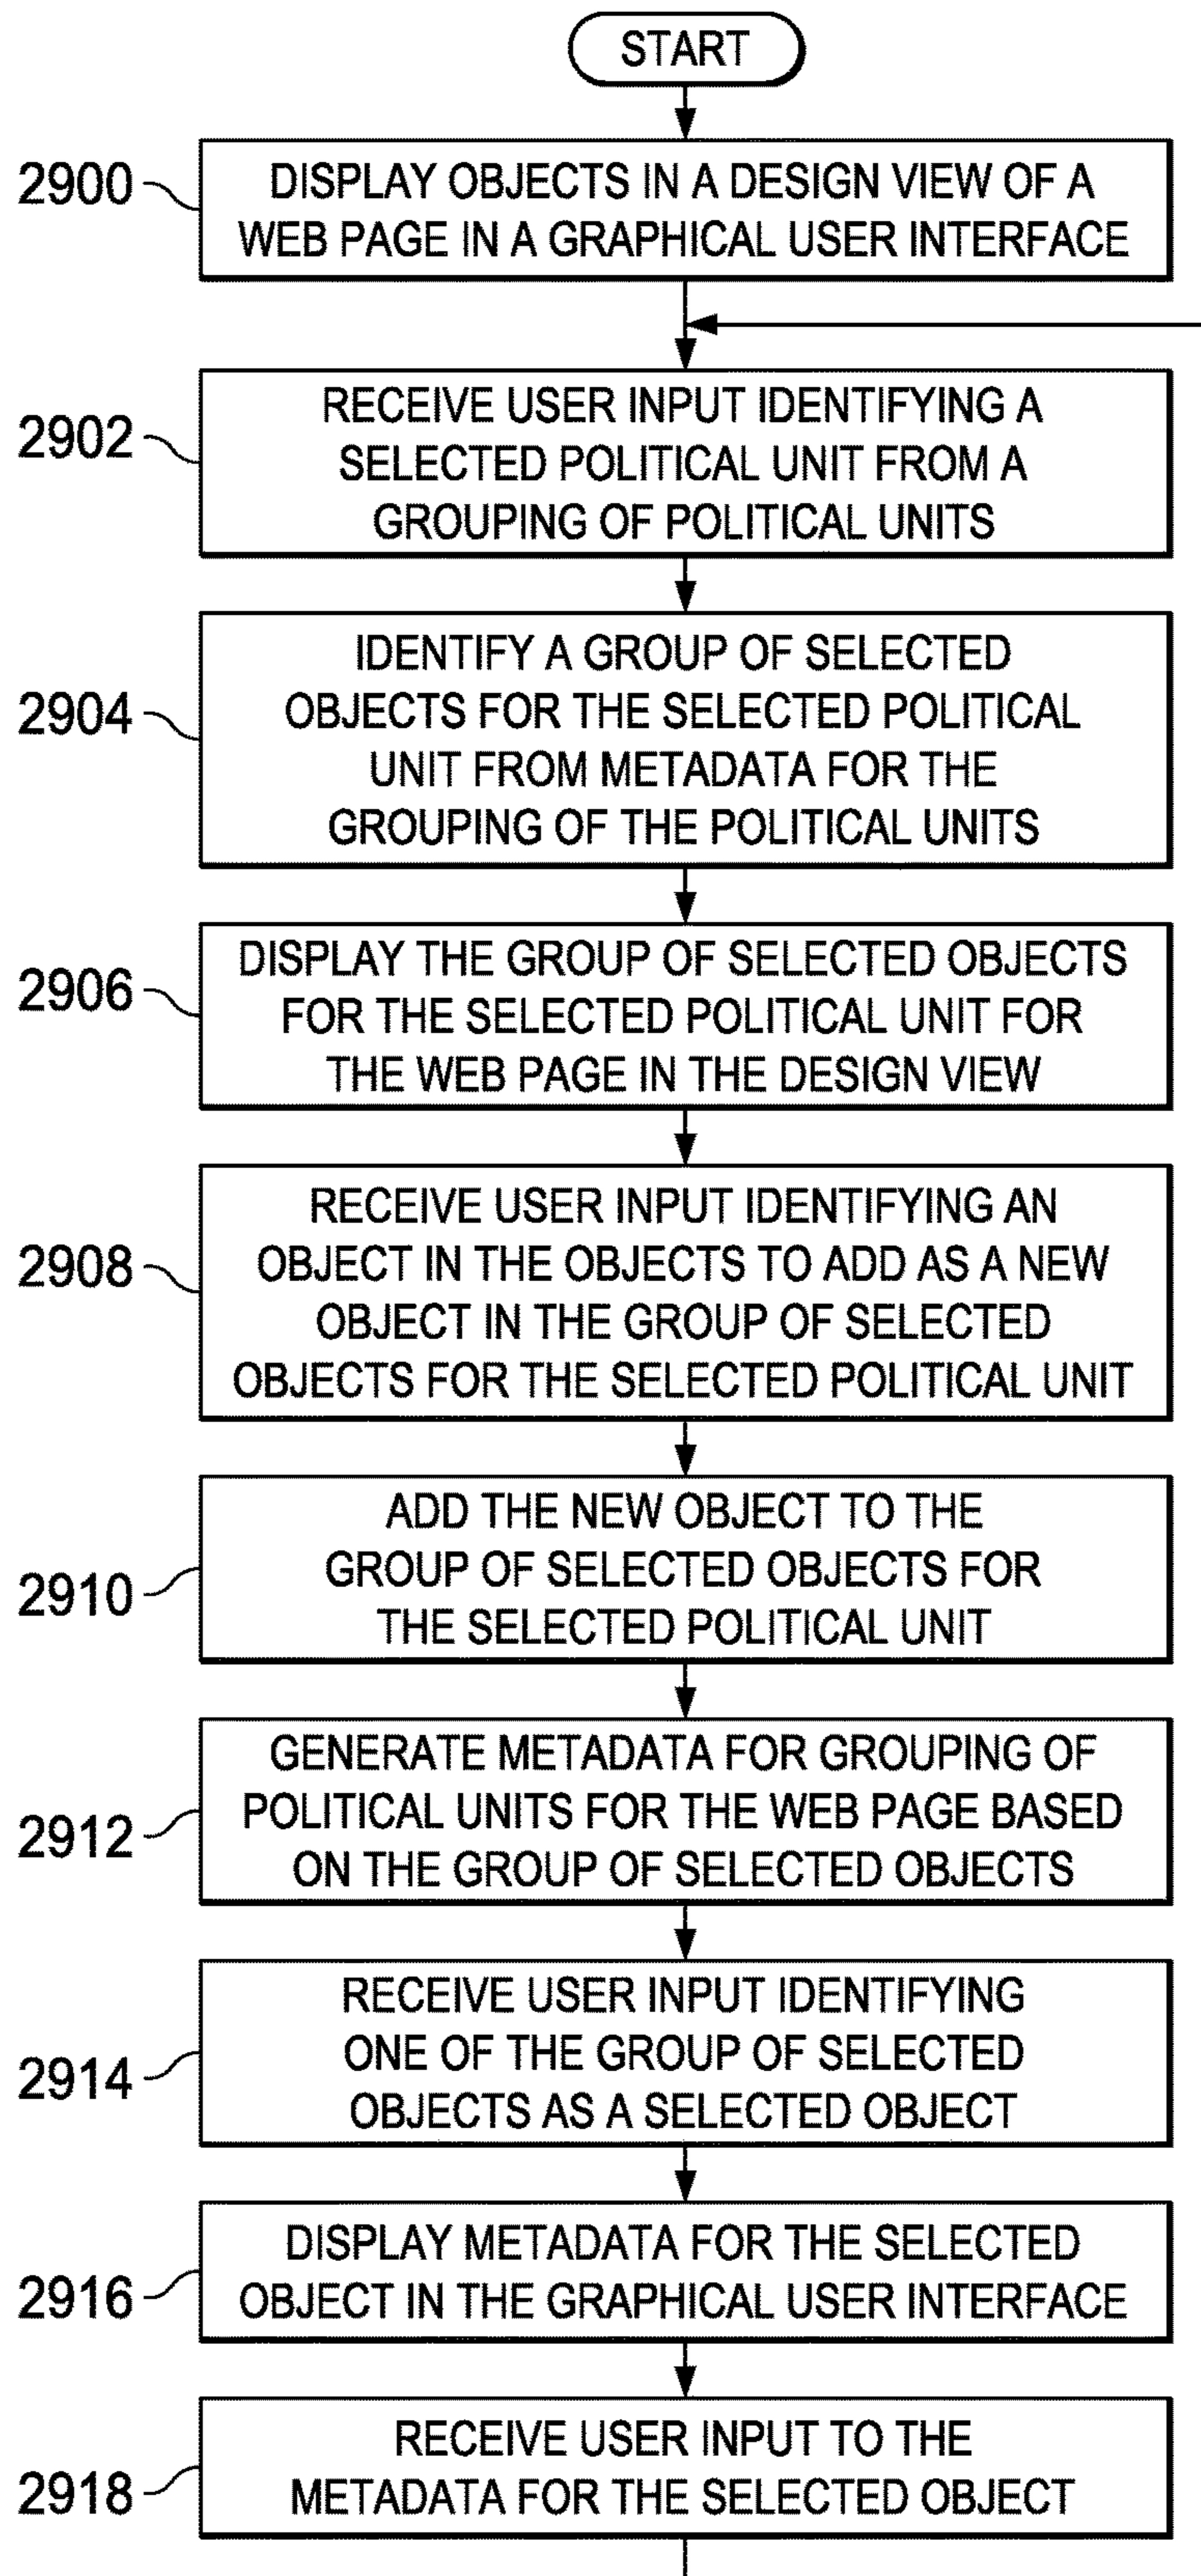 START
2900
DISPLAY OBJECTS IN A DESIGN VIEW OF A
WEB PAGE IN A GRAPHICAL USER INTERFACE
2902
RECEIVE USER INPUT IDENTIFYING A
SELECTED POLITICAL UNIT FROM A
GROUPING OF POLITICAL UNITS
2904
IDENTIFY A GROUP OF SELECTED
OBJECTS FOR THE SELECTED POLITICAL
UNIT FROM METADATA FOR THE
GROUPING OF THE POLITICAL UNITS
2906
DISPLAY THE GROUP OF SELECTED OBJECTS
FOR THE SELECTED POLITICAL UNIT FOR
THE WEB PAGE IN THE DESIGN VIEW
2908
RECEIVE USER INPUT IDENTIFYING AN
OBJECT IN THE OBJECTS TO ADD AS A NEW
OBJECT IN THE GROUP OF SELECTED
OBJECTS FOR THE SELECTED POLITICAL UNIT
2910
ADD THE NEW OBJECT TO THE
GROUP OF SELECTED OBJECTS FOR
THE SELECTED POLITICAL UNIT
2912
GENERATE METADATA FOR GROUPING OF
POLITICAL UNITS FOR THE WEB PAGE BASED
ON THE GROUP OF SELECTED OBJECTS
2914
RECEIVE USER INPUT IDENTIFYING
ONE OF THE GROUP OF SELECTED
OBJECTS AS A SELECTED OBJECT
2916
DISPLAY METADATA FOR THE SELECTED
OBJECT IN THE GRAPHICAL USER INTERFACE
2918
RECEIVE USER INPUT TO THE
METADATA FOR THE SELECTED OBJECT